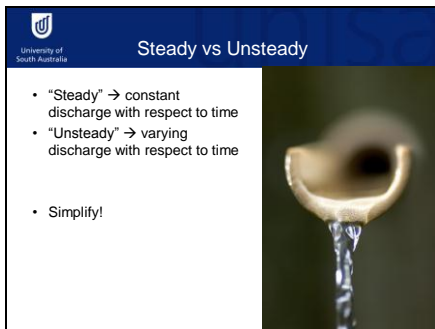 University of
South Australia
Steady vs Unsteady
• “Steady” → constant
discharge with respect to time
• “Unsteady” → varying
discharge with respect to time
• Simplify!
unisa